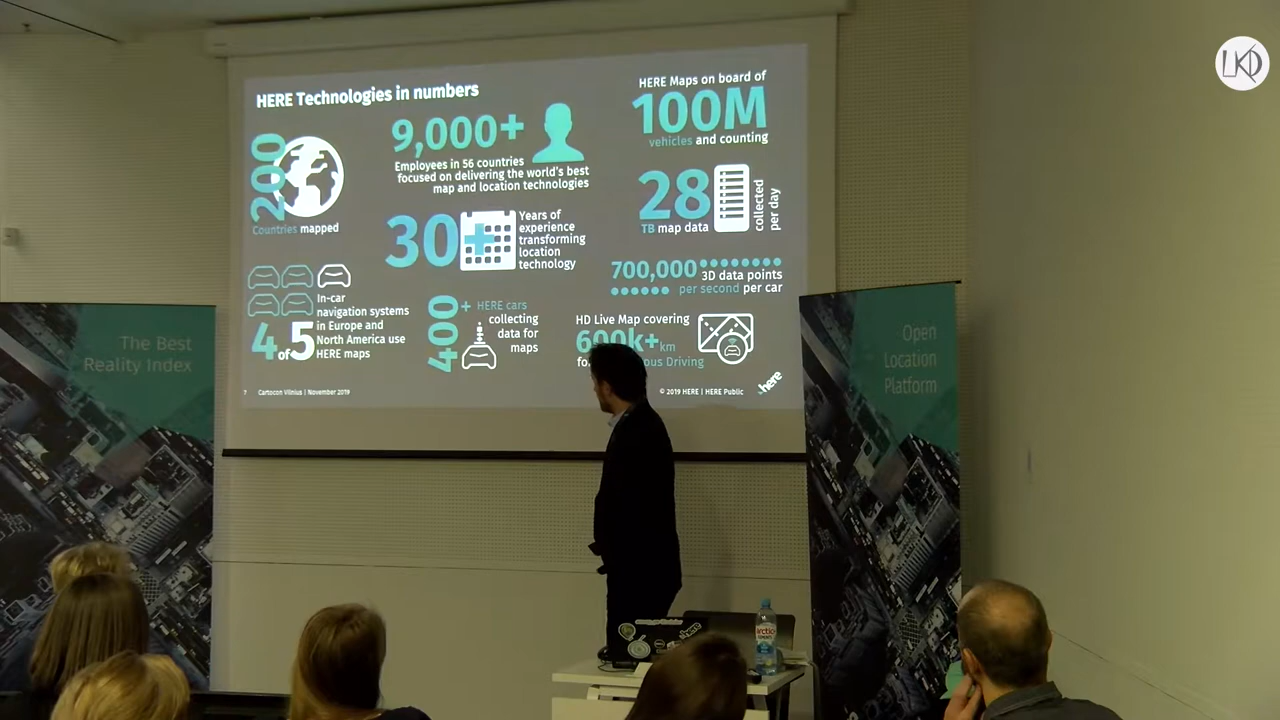 HERE Technologies in numbers
200
Countries mapped
9,000+
Employees in 56 countries
focused on delivering the world's best
map and location technologies
HERE Maps on board of
100M
vehicles and counting
30
Years of
experience
transforming
location
technology
28
TB map data
collected
per day
700,000 3D data points
per second per car
4 of 5
In-car
navigation systems
in Europe and
North America use
HERE maps
400+
HERE cars
collecting
data for
maps
HD Live Map covering
600k+ km
Driving
7 Cartocon Vilnius | November 2019
© 2019 HERE | HERE Public
here
The Best
Reality Index
Open
Location
Platform
LKD
here
arctic